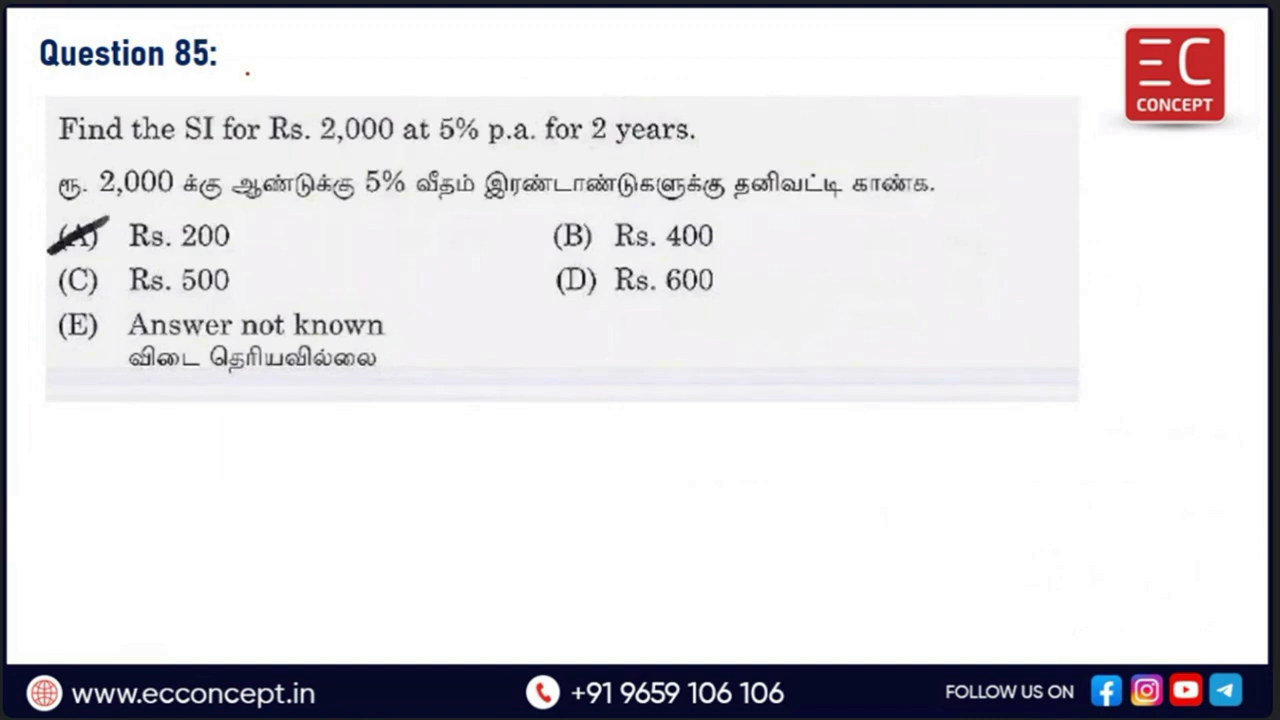 Question 85:
EC
CONCEPT
Find the SI for Rs. 2,000 at 5% p.a. for 2 years.
ரூ. 2,000 க்கு ஆண்டுக்கு 5% வீதம் இரண்டாண்டுகளுக்கு தனிவட்டி காண்க.
(A) Rs. 200 (B) Rs. 400
(C) Rs. 500 (D) Rs. 600
(E) Answer not known
விடை தெரியவில்லை
www.ecconcept.in +91 9659 106 106 FOLLOW US ON